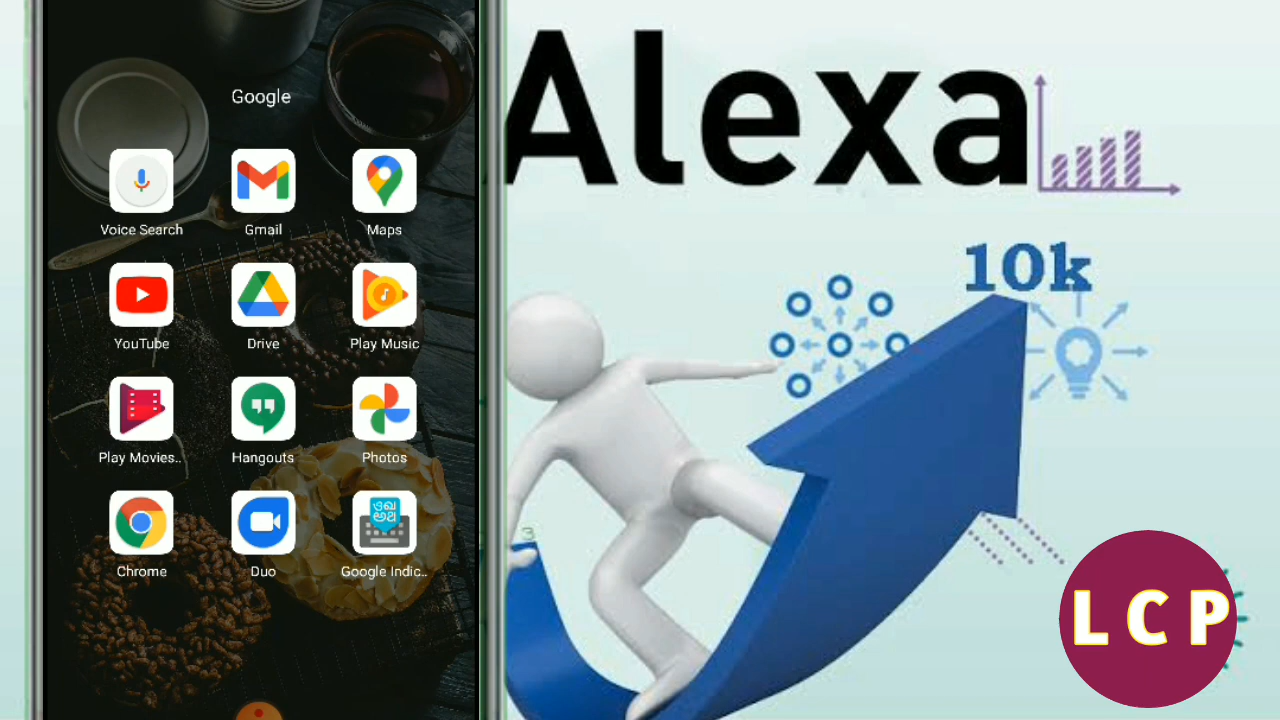 Google
Voice Search
Gmail
Maps
YouTube
Drive
Play Music
Play Movies..
Hangouts
Photos
Chrome
Duo
Google Indic..
Alexa
10k
3
L C P